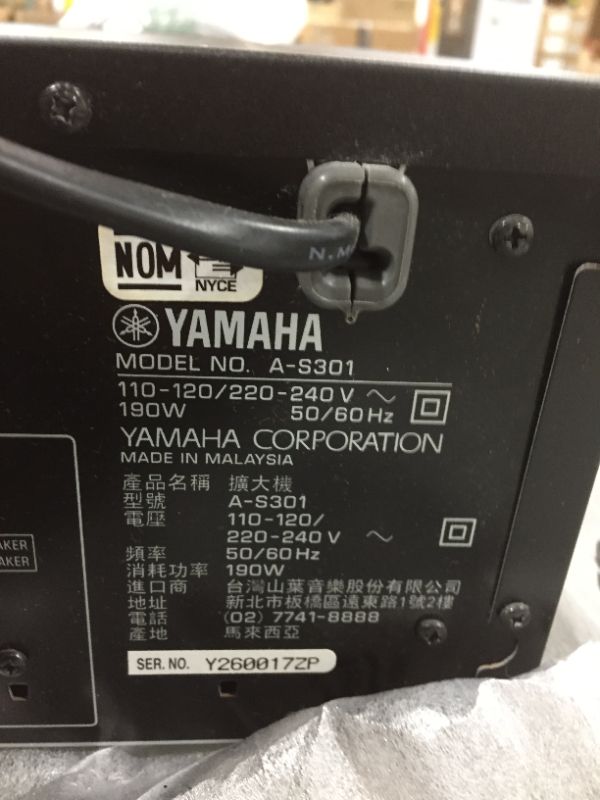 N.M
NOM
NYCE
YAMAHA
MODEL NO. A-S301
110-120/220-240 V ~
190W 50/60 Hz
YAMAHA CORPORATION
MADE IN MALAYSIA
產品名稱 擴大機
型號 A-S301
電壓 110-120/
220-240 V ~
頻率 50/60 Hz
消耗功率 190W
進口商 台灣山葉音樂股份有限公司
地址 新北市板橋區遠東路1號2樓
電話 (02) 7741-8888
產地 馬來西亞
AKER
AKER
SER. NO. Y260017ZP